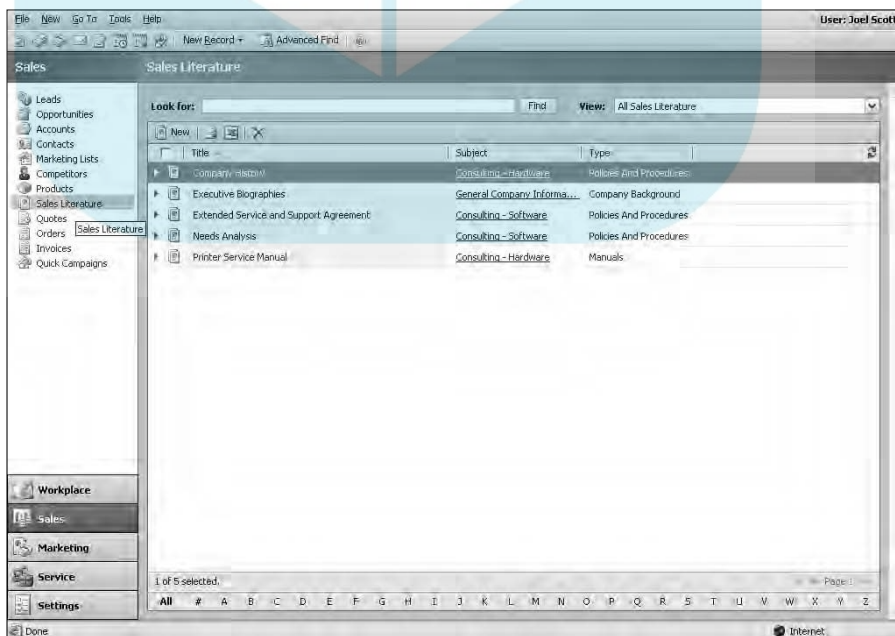 File New Go To Tools Help User: Joel Scott
New Record Advanced Find
Sales Sales Literature
Leads
Opportunities
Accounts
Contacts
Marketing Lists
Competitors
Products
Sales Literature
Quotes
Orders
Sales Literature
Invoices
Quick Campaigns
Look for: Find View: All Sales Literature
New
Title Subject Type
Company History Consulting - Hardware Policies And Procedures
Executive Biographies General Company Informa... Company Background
Extended Service and Support Agreement Consulting - Software Policies And Procedures
Needs Analysis Consulting - Software Policies And Procedures
Printer Service Manual Consulting - Hardware Manuals
Workplace
Sales
Marketing
Service
Settings
1 of 5 selected. Page 1
All # A B C D E F G H I J K L M N O P Q R S T U V W X Y Z
Done Internet